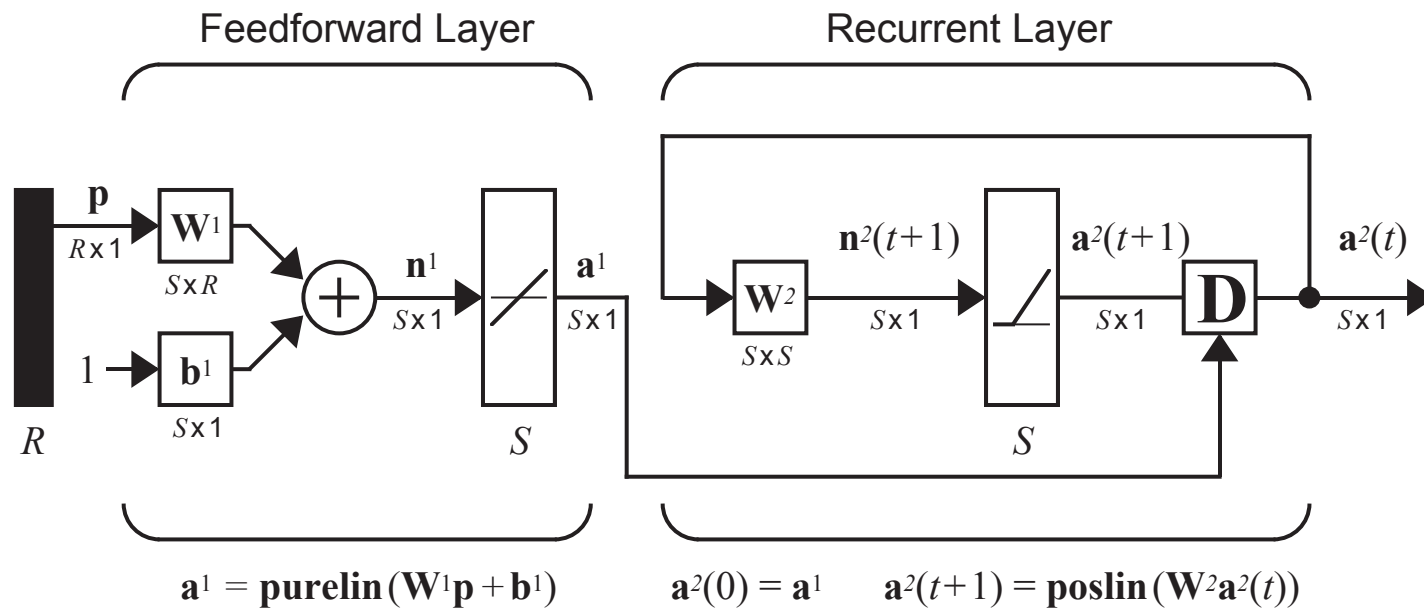 Feedforward Layer
Recurrent Layer
p
R x 1
W1
S x R
1
b1
S x 1
R
n1
S x 1
a1
S x 1
S
W2
S x S
n2(t+1)
S x 1
a2(t+1)
S x 1
S
D
a2(t)
S x 1
a1 = purelin(W1p + b1)
a2(0) = a1
a2(t+1) = poslin(W2a2(t))